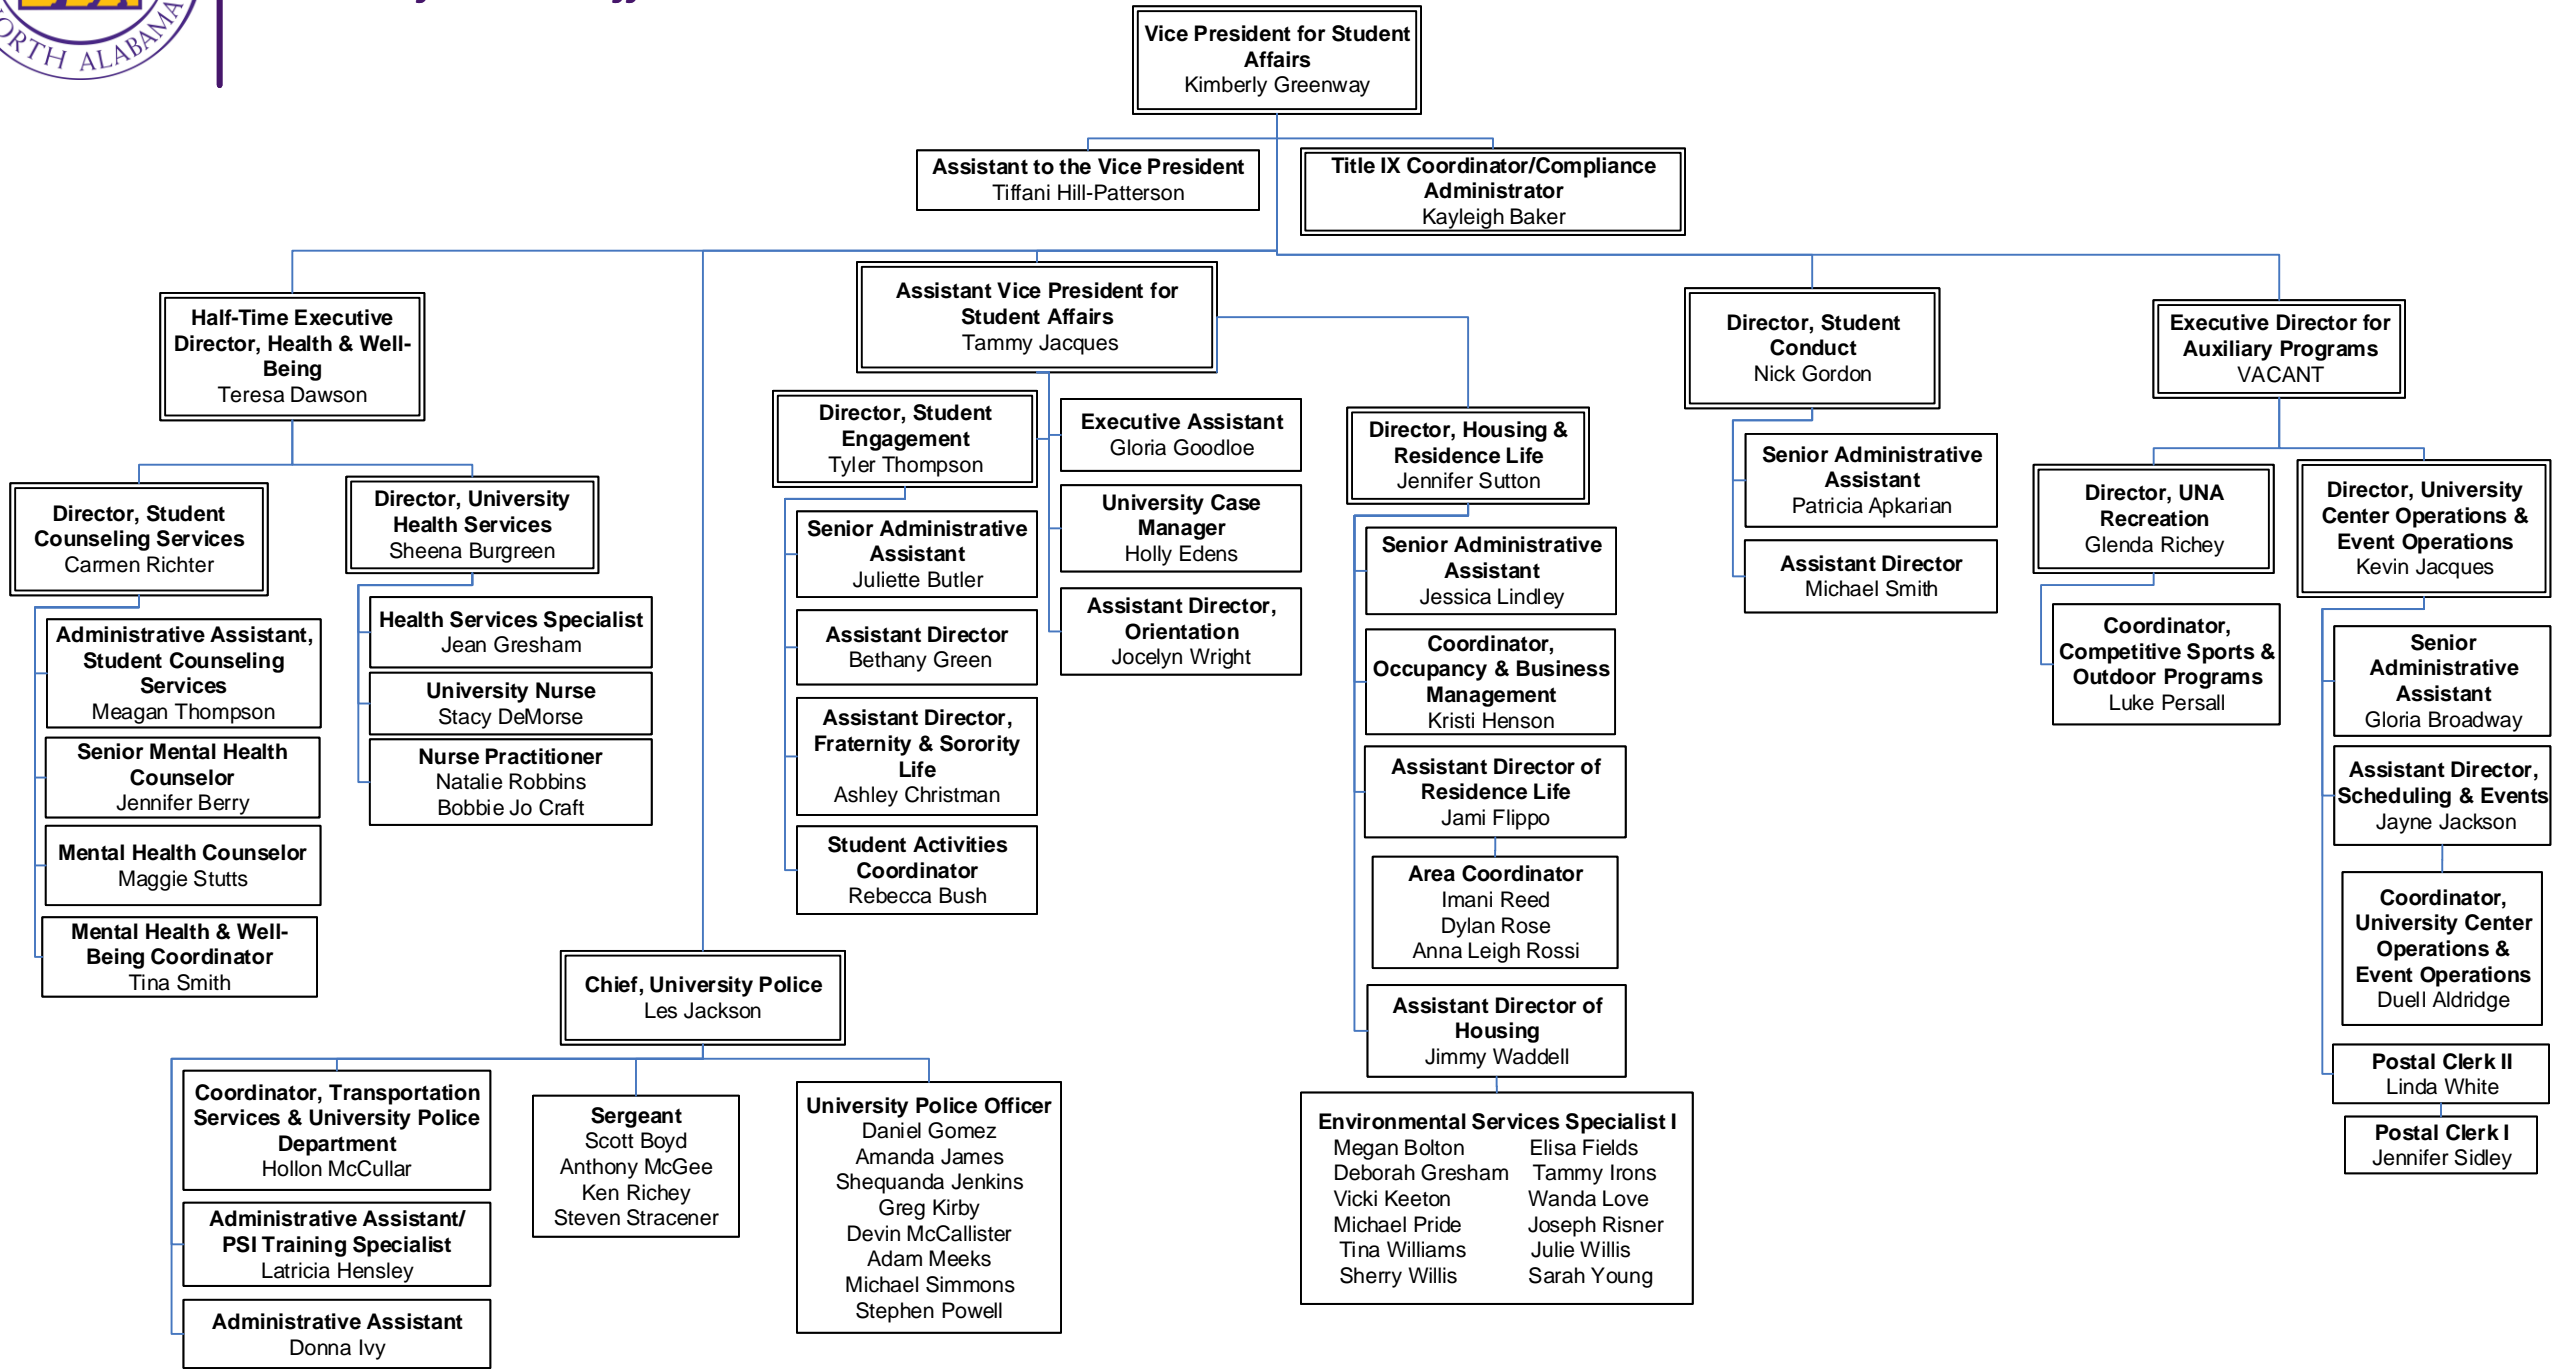 NORTH ALABAMA
Vice President for Student
Affairs
Kimberly Greenway
Assistant to the Vice President
Tiffani Hill-Patterson
Title IX Coordinator/Compliance
Administrator
Kayleigh Baker
Half-Time Executive
Director, Health & Well-
Being
Teresa Dawson
Director, Student
Counseling Services
Carmen Richter
Administrative Assistant,
Student Counseling
Services
Meagan Thompson
Senior Mental Health
Counselor
Jennifer Berry
Mental Health Counselor
Maggie Stutts
Mental Health & Well-
Being Coordinator
Tina Smith
Director, University
Health Services
Sheena Burgreen
Health Services Specialist
Jean Gresham
University Nurse
Stacy DeMorse
Nurse Practitioner
Natalie Robbins
Bobbie Jo Craft
Chief, University Police
Les Jackson
Coordinator, Transportation
Services & University Police
Department
Hollon McCullar
Administrative Assistant/
PSI Training Specialist
Latricia Hensley
Administrative Assistant
Donna Ivy
Sergeant
Scott Boyd
Anthony McGee
Ken Richey
Steven Stracener
University Police Officer
Daniel Gomez
Amanda James
Shequanda Jenkins
Greg Kirby
Devin McCallister
Adam Meeks
Michael Simmons
Stephen Powell
Assistant Vice President for
Student Affairs
Tammy Jacques
Director, Student
Engagement
Tyler Thompson
Senior Administrative
Assistant
Juliette Butler
Assistant Director
Bethany Green
Assistant Director,
Fraternity & Sorority
Life
Ashley Christman
Student Activities
Coordinator
Rebecca Bush
Executive Assistant
Gloria Goodloe
University Case
Manager
Holly Edens
Assistant Director,
Orientation
Jocelyn Wright
Director, Housing &
Residence Life
Jennifer Sutton
Senior Administrative
Assistant
Jessica Lindley
Coordinator,
Occupancy & Business
Management
Kristi Henson
Assistant Director of
Residence Life
Jami Flippo
Area Coordinator
Imani Reed
Dylan Rose
Anna Leigh Rossi
Assistant Director of
Housing
Jimmy Waddell
Environmental Services Specialist I
Megan Bolton Elisa Fields
Deborah Gresham Tammy Irons
Vicki Keeton Wanda Love
Michael Pride Joseph Risner
Tina Williams Julie Willis
Sherry Willis Sarah Young
Director, Student
Conduct
Nick Gordon
Senior Administrative
Assistant
Patricia Apkarian
Assistant Director
Michael Smith
Executive Director for
Auxiliary Programs
VACANT
Director, UNA
Recreation
Glenda Richey
Coordinator,
Competitive Sports &
Outdoor Programs
Luke Persall
Director, University
Center Operations &
Event Operations
Kevin Jacques
Senior
Administrative
Assistant
Gloria Broadway
Assistant Director,
Scheduling & Events
Jayne Jackson
Coordinator,
University Center
Operations &
Event Operations
Duell Aldridge
Postal Clerk II
Linda White
Postal Clerk I
Jennifer Sidley